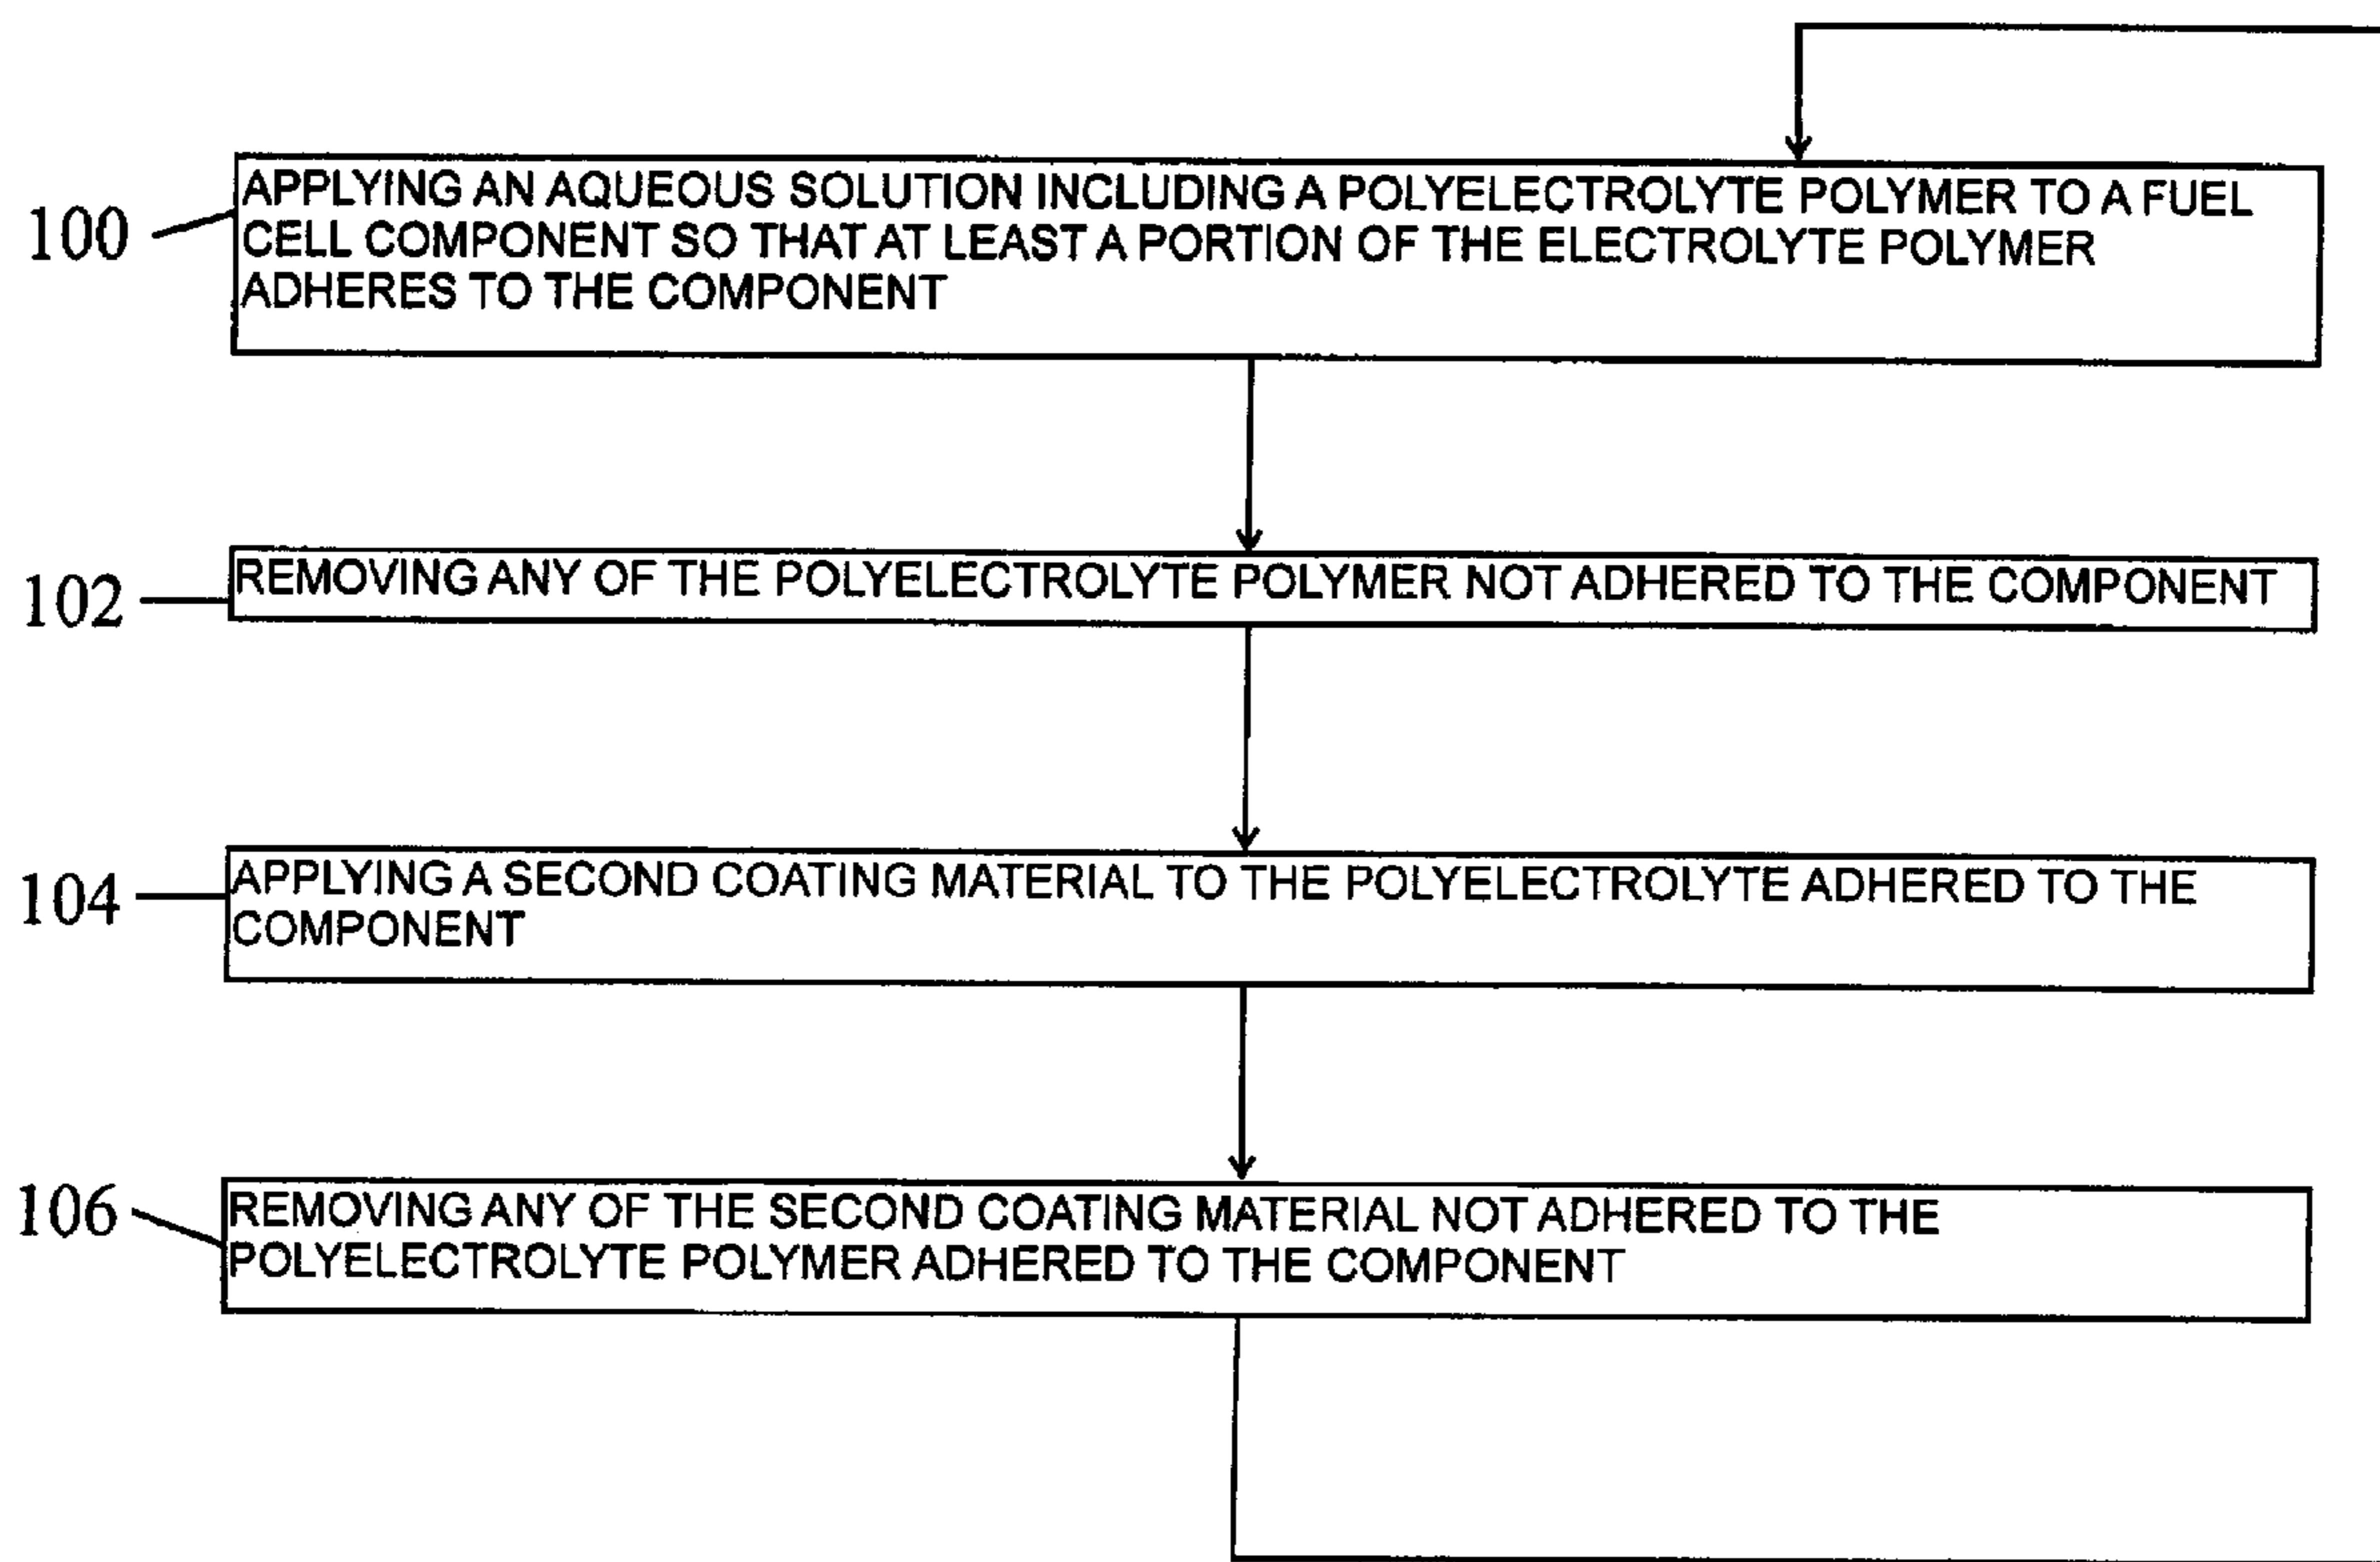 100
APPLYING AN AQUEOUS SOLUTION INCLUDING A POLYELECTROLYTE POLYMER TO A FUEL
CELL COMPONENT SO THAT AT LEAST A PORTION OF THE ELECTROLYTE POLYMER
ADHERES TO THE COMPONENT
102
REMOVING ANY OF THE POLYELECTROLYTE POLYMER NOT ADHERED TO THE COMPONENT
104
APPLYING A SECOND COATING MATERIAL TO THE POLYELECTROLYTE ADHERED TO THE
COMPONENT
106
REMOVING ANY OF THE SECOND COATING MATERIAL NOT ADHERED TO THE
POLYELECTROLYTE POLYMER ADHERED TO THE COMPONENT